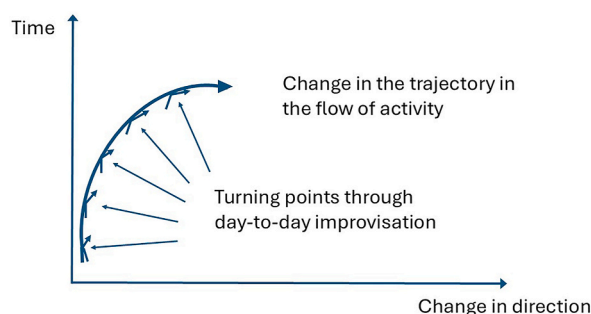 Time
Change in the trajectory in
the flow of activity
Turning points through
day-to-day improvisation
Change in direction